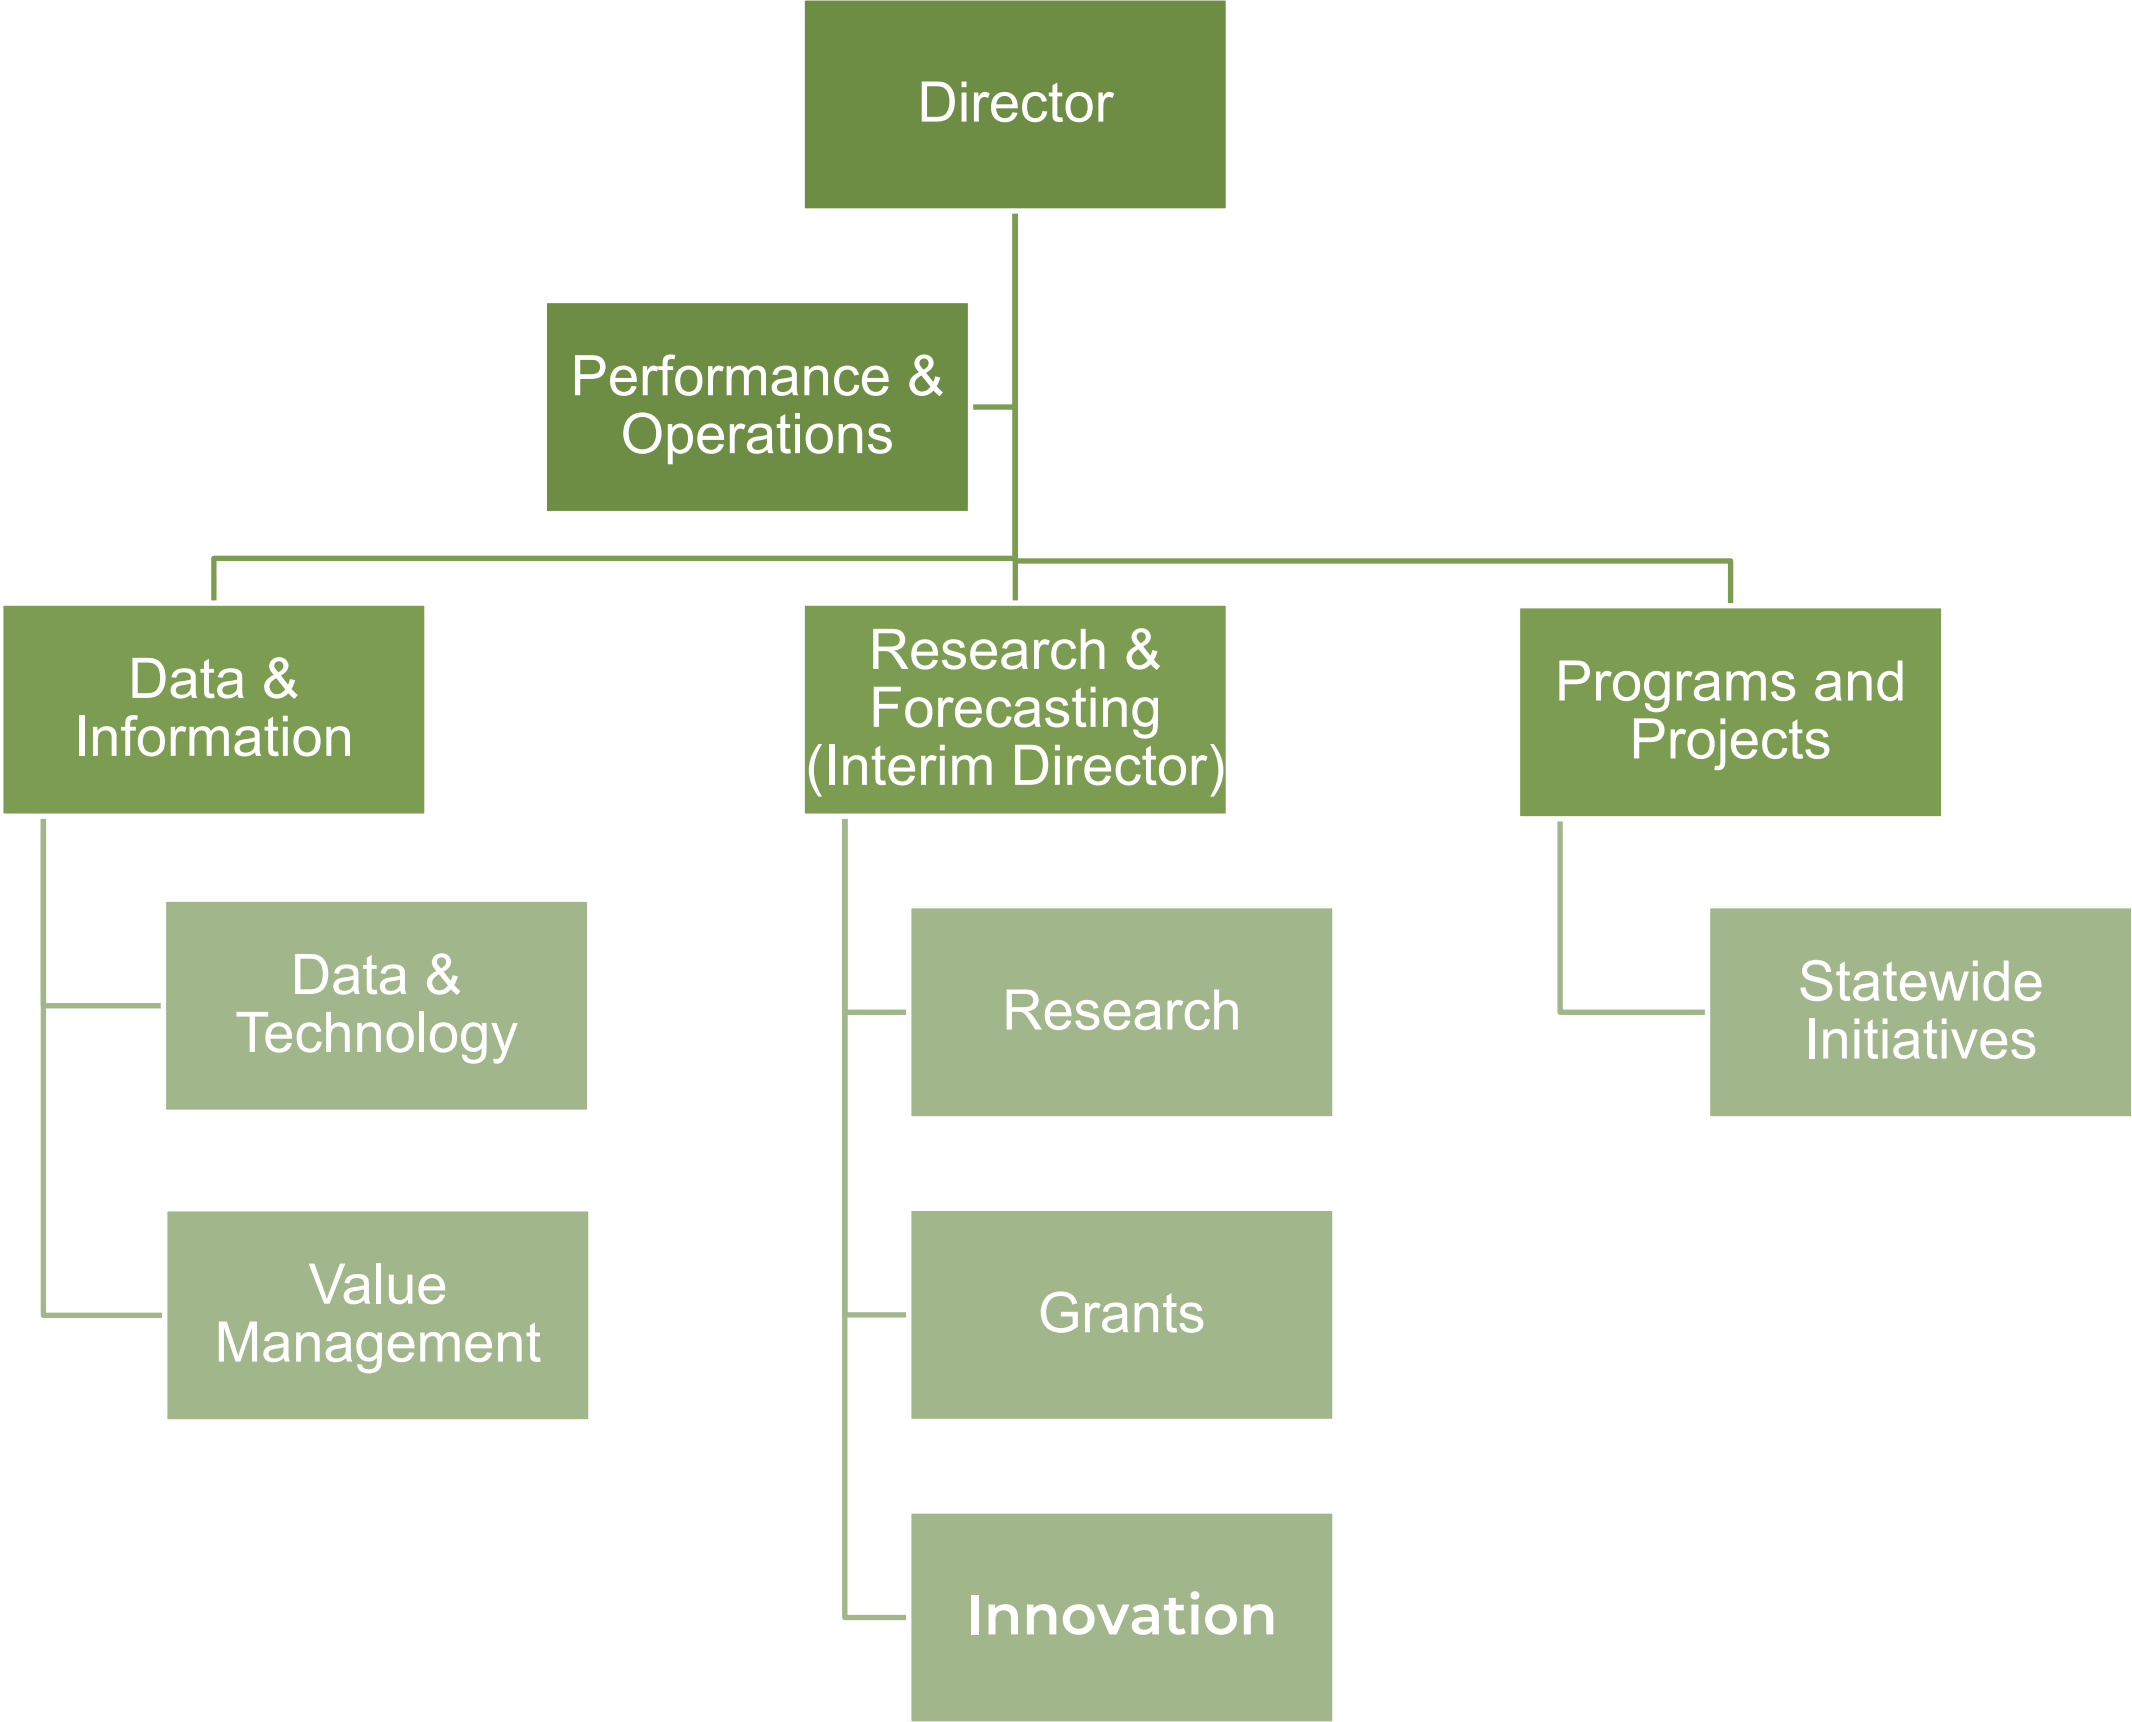 Director
Performance &
Operations
Data &
Information
Research &
Forecasting
(Interim Director)
Programs and
Projects
Data &
Technology
Value
Management
Research
Grants
Innovation
Statewide
Initiatives